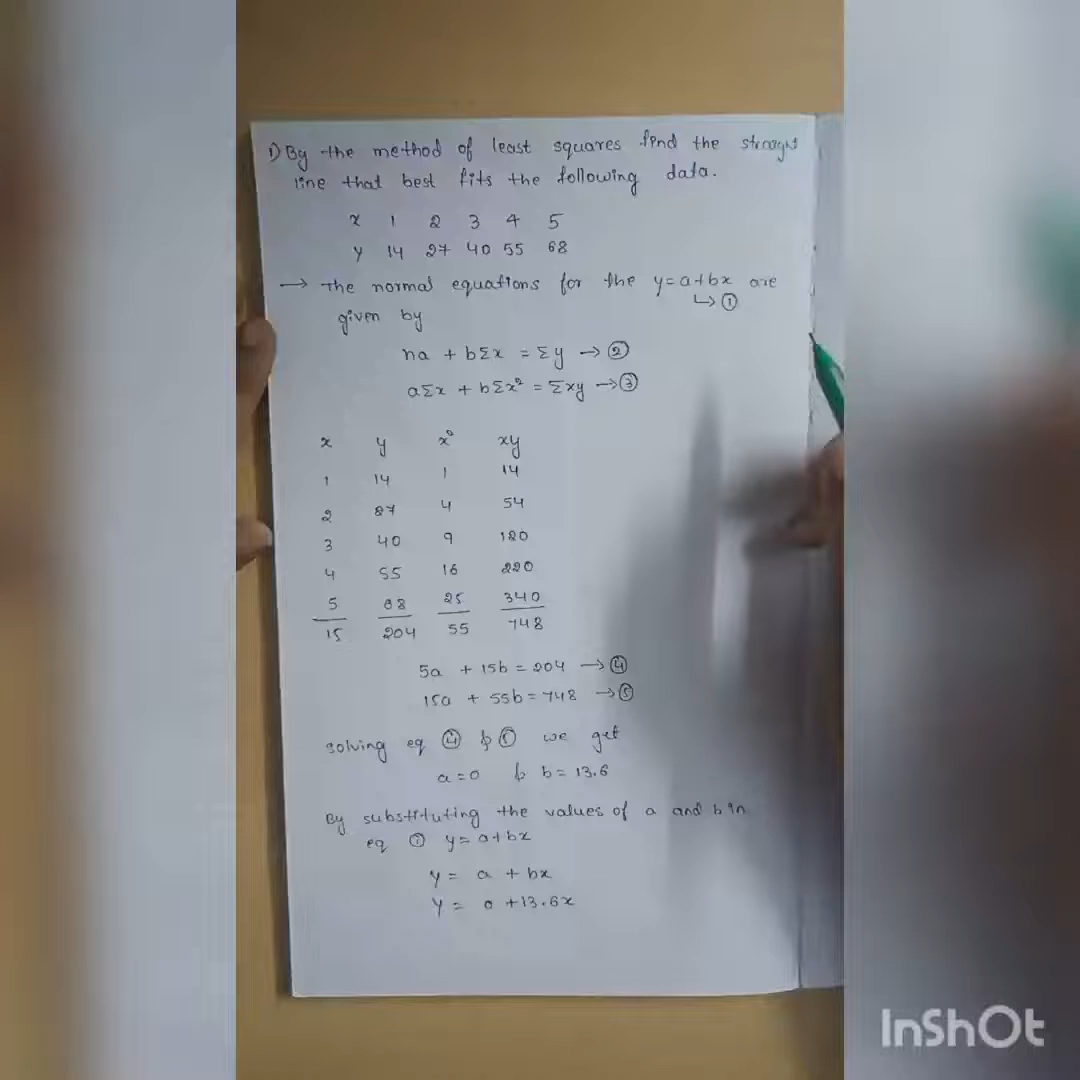 1) By the method of least squares find the straight
line that best fits the following data.
x 1 2 3 4 5
y 14 27 40 55 68
→ The normal equations for the y=a+bx are
↳ ①
given by
na + bΣx = Σy → ②
aΣx + bΣx² = Σxy → ③
x y x² xy
1 14 1 14
2 27 4 54
3 40 9 120
4 55 16 220
5 68 25 340
15 204 55 748
5a + 15b = 204 → ④
15a + 55b = 748 → ⑤
solving eq ④ & ⑤ we get
a=0 & b= 13.6
By substituting the values of a and b in
eq ① y= a+bx
y = a + bx
y = 0 +13.6x
InShOt